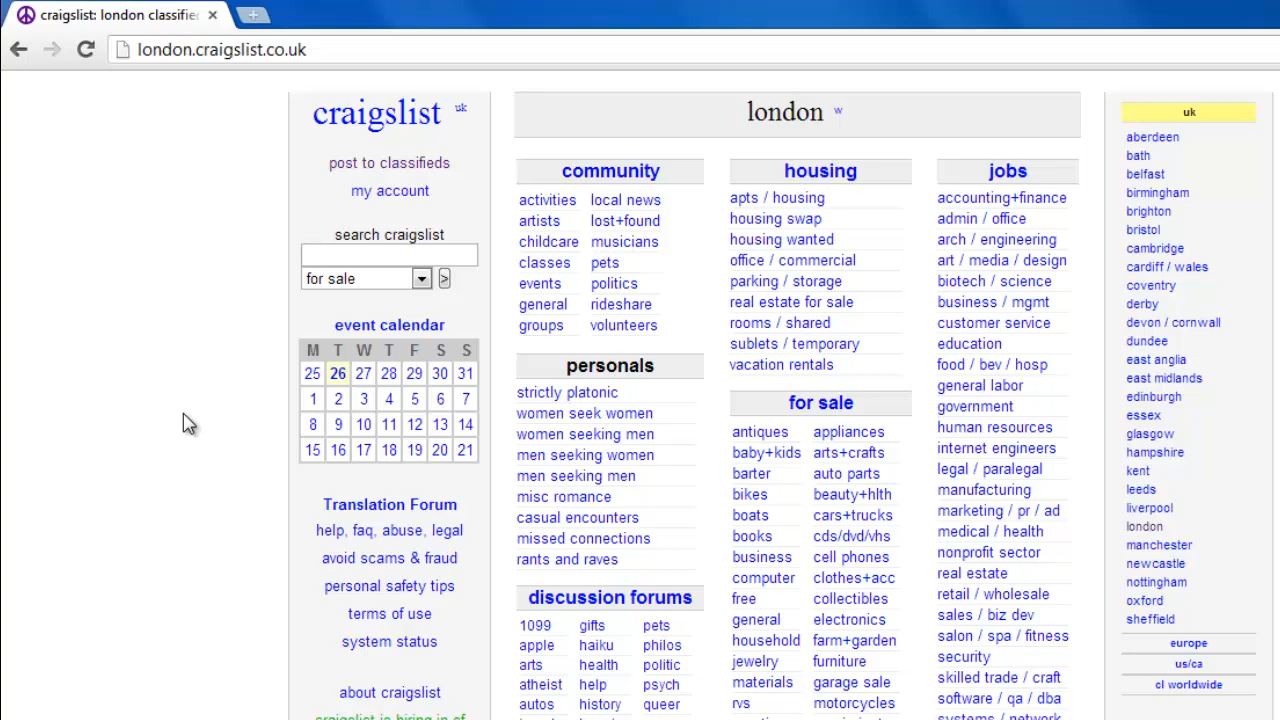 craigslist: london classifie
london.craigslist.co.uk
craigslist uk
post to classifieds
my account
search craigslist
for sale >
event calendar
M T W T F S S
25 26 27 28 29 30 31
1 2 3 4 5 6 7
8 9 10 11 12 13 14
15 16 17 18 19 20 21
Translation Forum
help, faq, abuse, legal
avoid scams & fraud
personal safety tips
terms of use
system status
about craigslist
craigslist is hiring in sf
london w
community
activities local news
artists lost+found
childcare musicians
classes pets
events politics
general rideshare
groups volunteers
personals
strictly platonic
women seek women
women seeking men
men seeking women
men seeking men
misc romance
casual encounters
missed connections
rants and raves
discussion forums
1099 gifts pets
apple haiku philos
arts health politic
atheist help psych
autos history queer
housing
apts / housing
housing swap
housing wanted
office / commercial
parking / storage
real estate for sale
rooms / shared
sublets / temporary
vacation rentals
for sale
antiques appliances
baby+kids arts+crafts
barter auto parts
bikes beauty+hlth
boats cars+trucks
books cds/dvd/vhs
business cell phones
computer clothes+acc
free collectibles
general electronics
household farm+garden
jewelry furniture
materials garage sale
rvs motorcycles
jobs
accounting+finance
admin / office
arch / engineering
art / media / design
biotech / science
business / mgmt
customer service
education
food / bev / hosp
general labor
government
human resources
internet engineers
legal / paralegal
manufacturing
marketing / pr / ad
medical / health
nonprofit sector
real estate
retail / wholesale
sales / biz dev
salon / spa / fitness
security
skilled trade / craft
software / qa / dba
systems / network
uk
aberdeen
bath
belfast
birmingham
brighton
bristol
cambridge
cardiff / wales
coventry
derby
devon / cornwall
dundee
east anglia
east midlands
edinburgh
essex
glasgow
hampshire
kent
leeds
liverpool
london
manchester
newcastle
nottingham
oxford
sheffield
europe
us/ca
cl worldwide